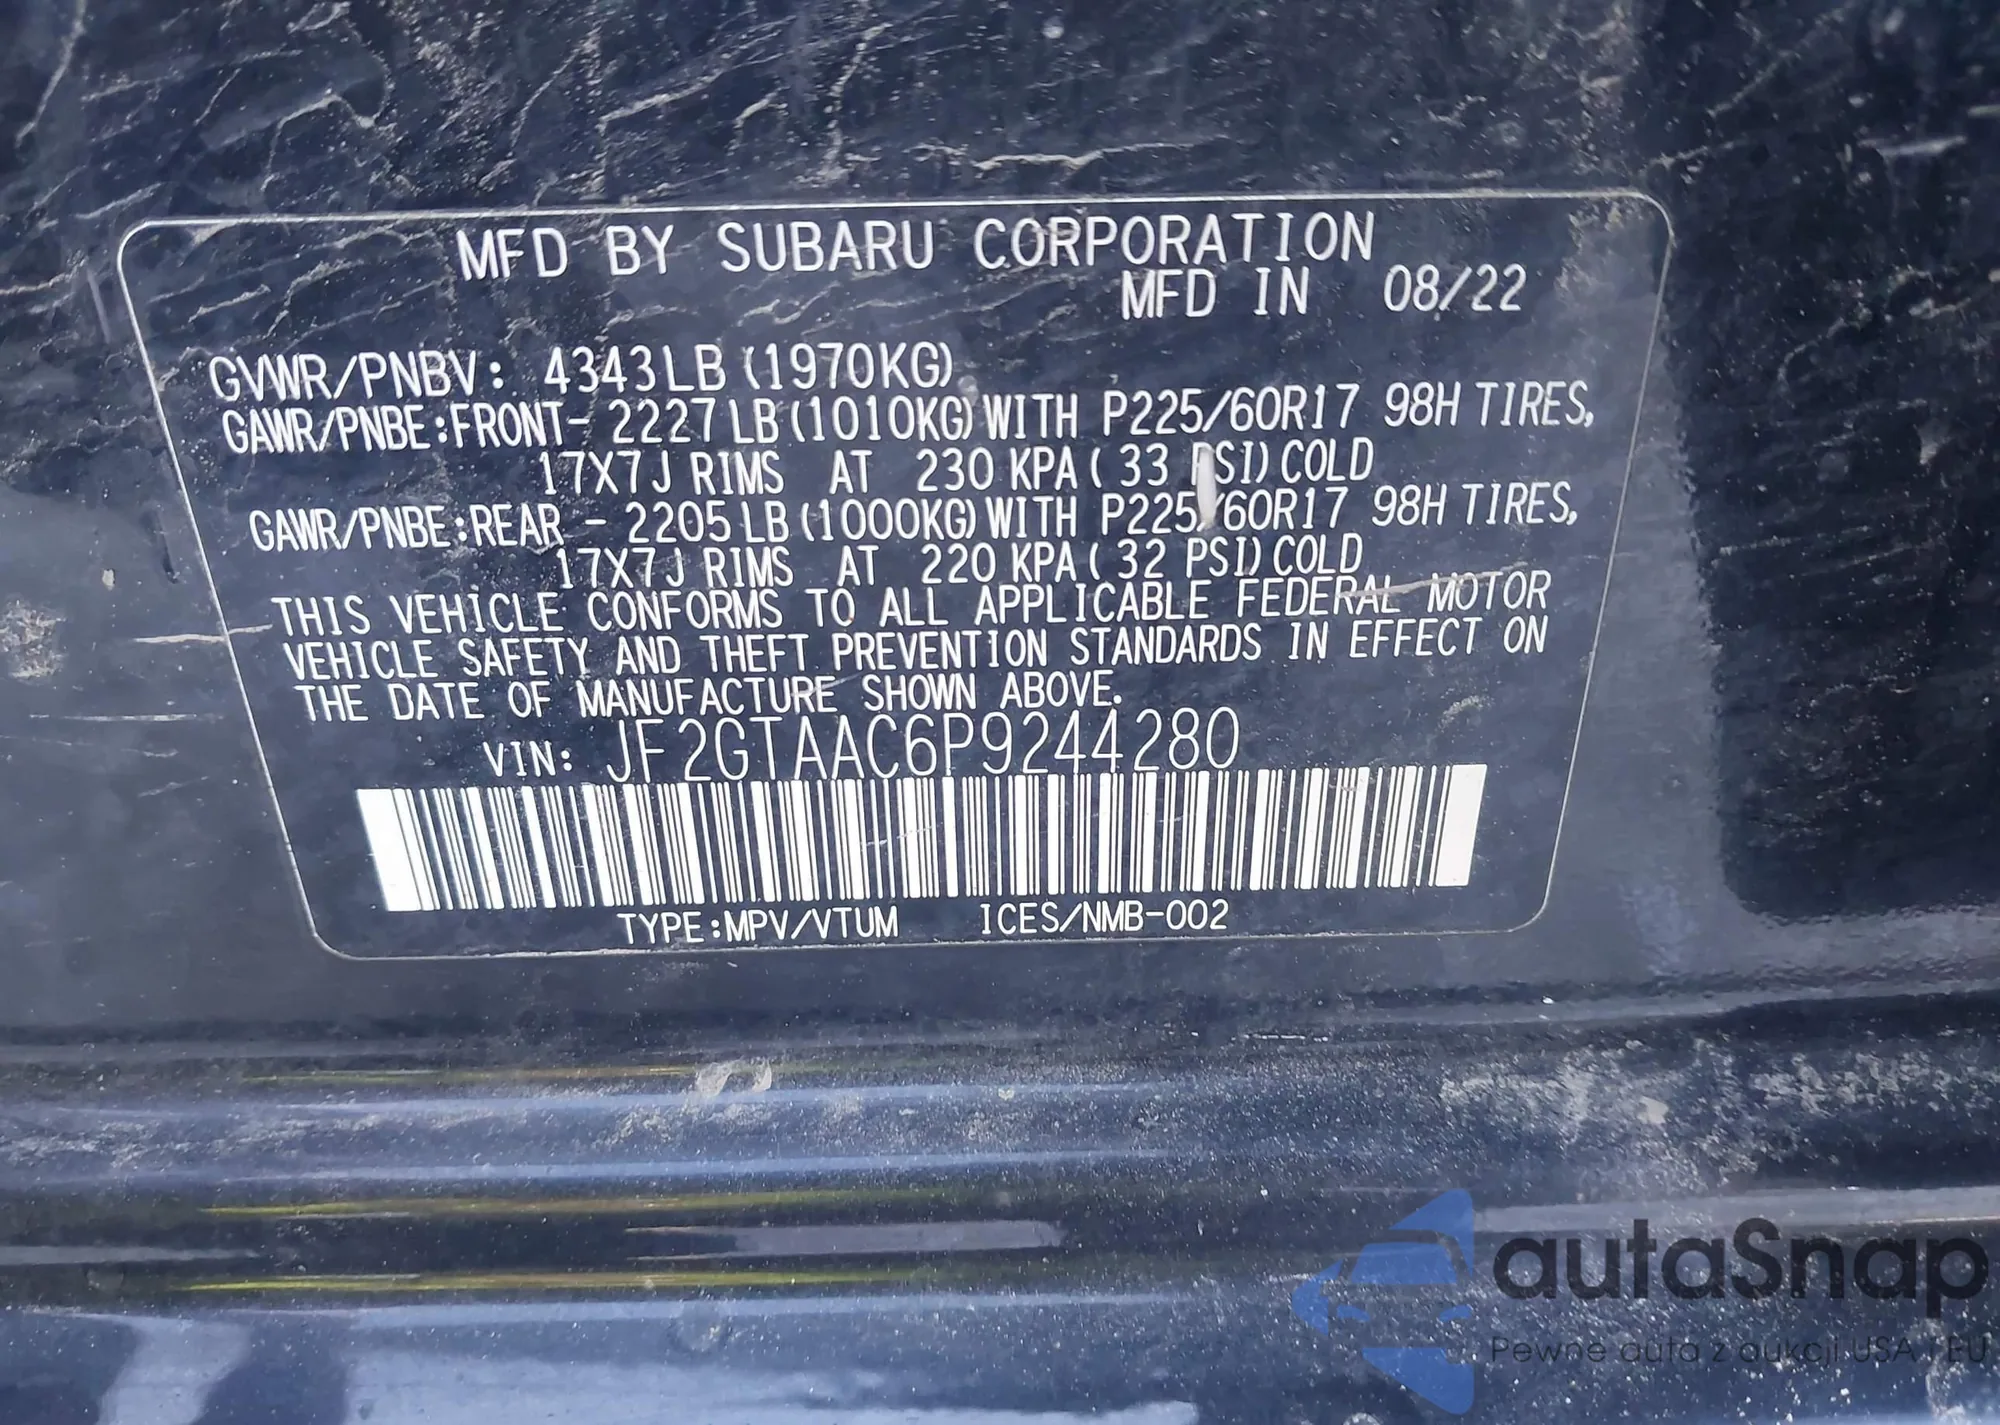 MFD BY SUBARU CORPORATION
MFD IN 08/22
GVWR/PNBV: 4343LB (1970KG)
GAWR/PNBE:FRONT- 2227LB(1010KG)WITH P225/60R17 98H TIRES,
17X7J RIMS AT 230 KPA( 33 PSI)COLD
GAWR/PNBE:REAR - 2205LB(1000KG)WITH P225/60R17 98H TIRES,
17X7J RIMS AT 220 KPA( 32 PSI)COLD
THIS VEHICLE CONFORMS TO ALL APPLICABLE FEDERAL MOTOR
VEHICLE SAFETY AND THEFT PREVENTION STANDARDS IN EFFECT ON
THE DATE OF MANUFACTURE SHOWN ABOVE.
VIN: JF2GTAAC6P9244280
TYPE:MPV/VTUM ICES/NMB-002
autaSnap
Pewne auta z aukcji USA i EU